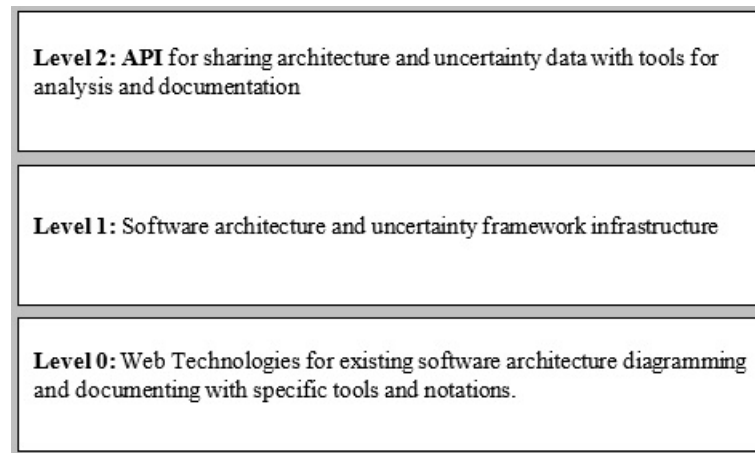 Level 2: API for sharing architecture and uncertainty data with tools for
analysis and documentation
Level 1: Software architecture and uncertainty framework infrastructure
Level 0: Web Technologies for existing software architecture diagramming
and documenting with specific tools and notations.